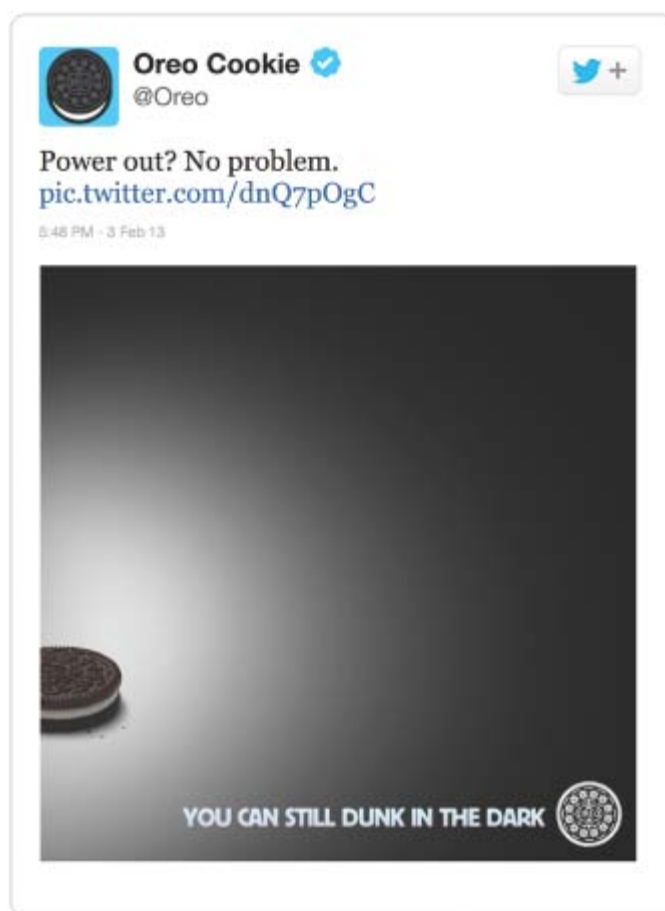 Oreo Cookie
@Oreo
+
Power out? No problem.
pic.twitter.com/dnQ7pOgC
5:48 PM - 3 Feb 13
YOU CAN STILL DUNK IN THE DARK